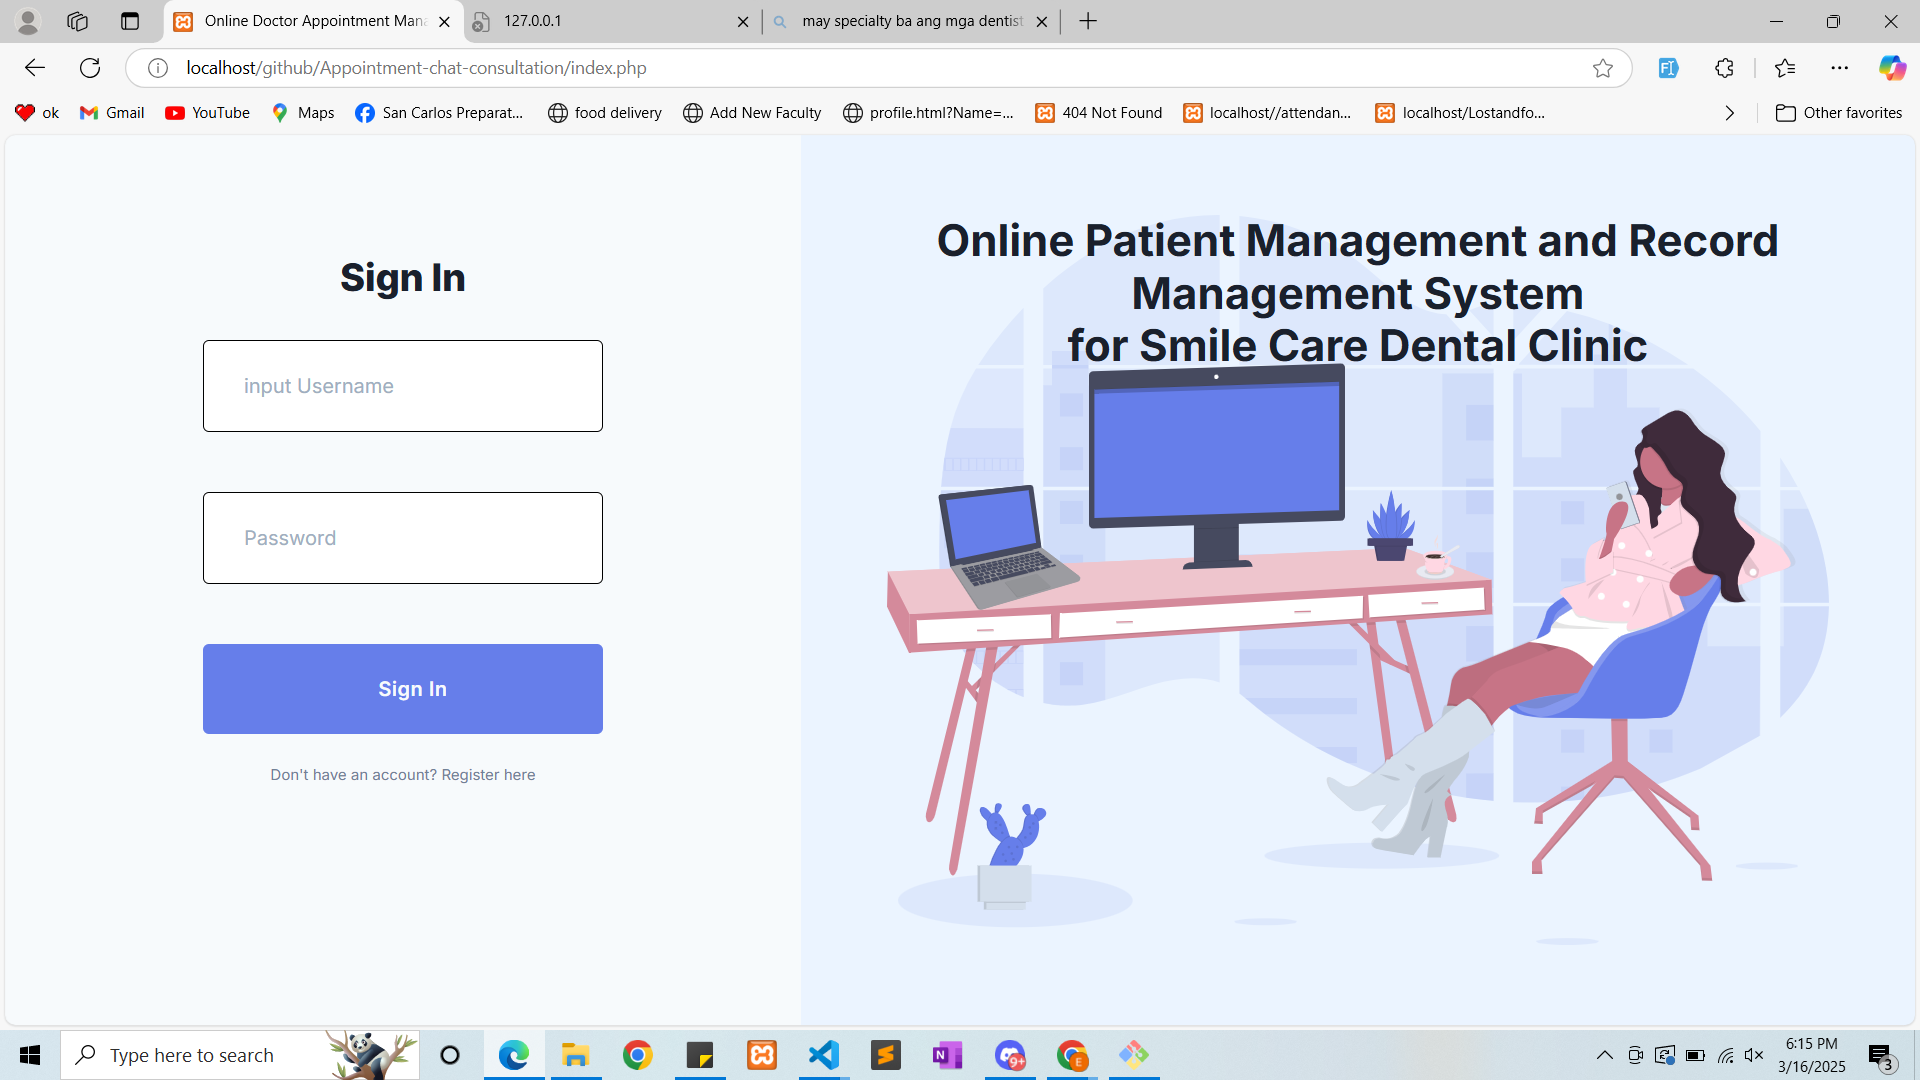 Online Doctor Appointment Mana
127.0.0.1
may specialty ba ang mga dentist
localhost/github/Appointment-chat-consultation/index.php
ok
Gmail
YouTube
Maps
San Carlos Preparat...
food delivery
Add New Faculty
profile.html?Name=...
404 Not Found
localhost//attendan...
localhost/Lostandfo...
Other favorites
Sign In
input Username
Password
Sign In
Don't have an account? Register here
Online Patient Management and Record
Management System
for Smile Care Dental Clinic
Type here to search
9+
E
6:15 PM
3/16/2025
3